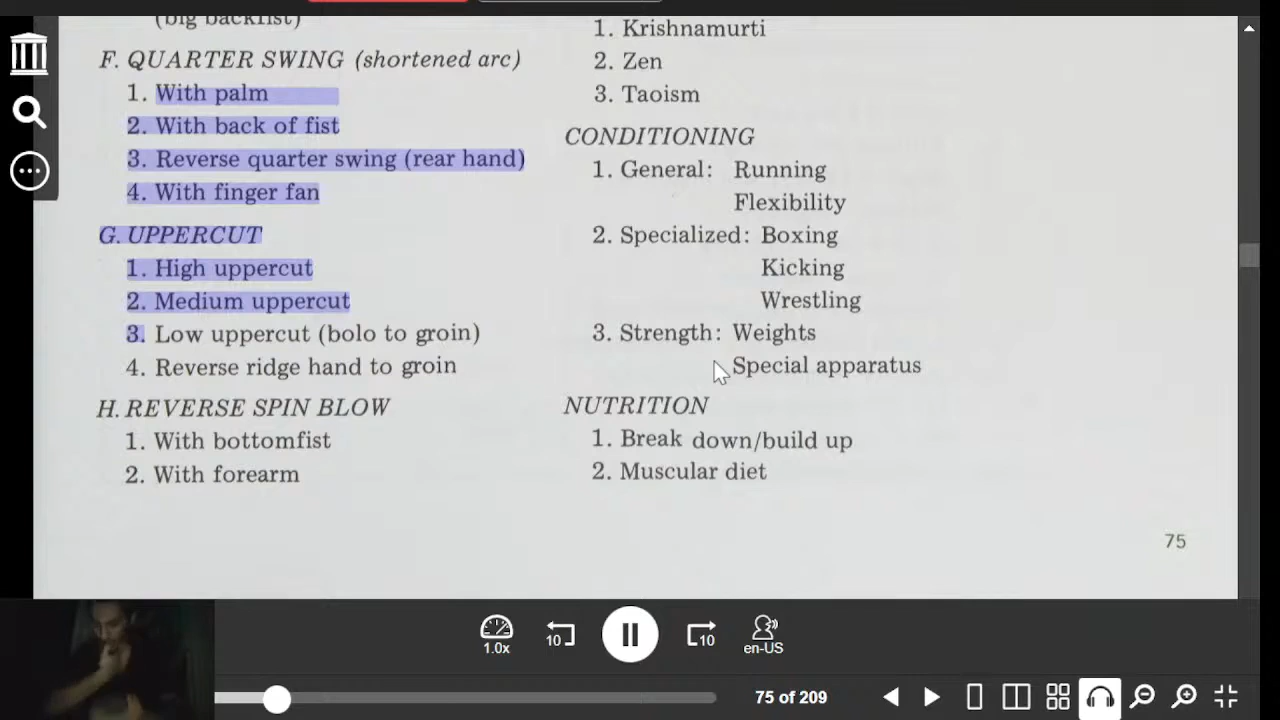 (big backfist)
F. QUARTER SWING (shortened arc)
1. With palm
2. With back of fist
3. Reverse quarter swing (rear hand)
4. With finger fan
G. UPPERCUT
1. High uppercut
2. Medium uppercut
3. Low uppercut (bolo to groin)
4. Reverse ridge hand to groin
H. REVERSE SPIN BLOW
1. With bottomfist
2. With forearm
1. Krishnamurti
2. Zen
3. Taoism
CONDITIONING
1. General: Running
Flexibility
2. Specialized: Boxing
Kicking
Wrestling
3. Strength: Weights
Special apparatus
NUTRITION
1. Break down/build up
2. Muscular diet
75
1.0x
10
10
en-US
75 of 209